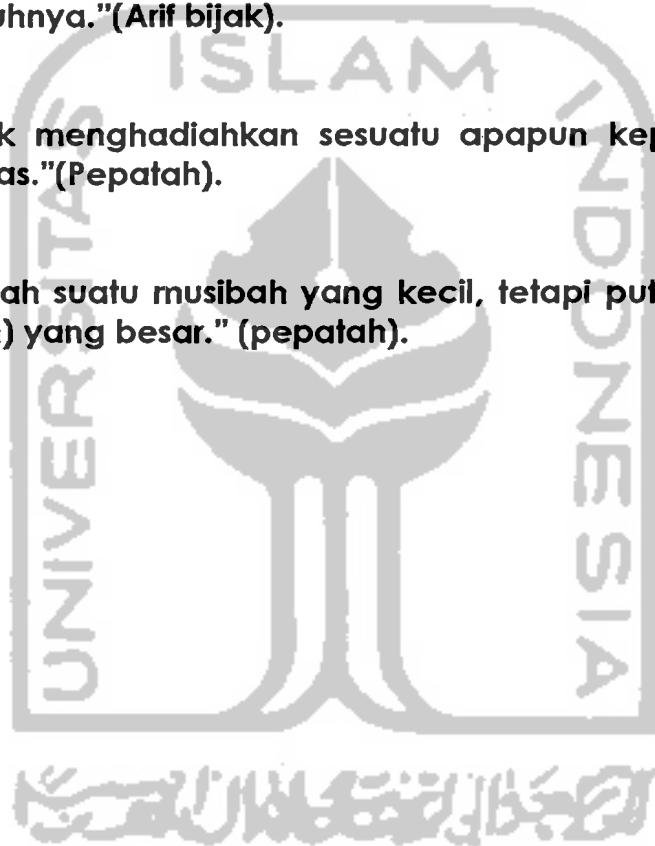 uhnya."(Arif bijak).
ISLAM
k menghadiahkan sesuatu apapun kep
as."(Pepatah).
ah suatu musibah yang kecil, tetapi put
) yang besar." (pepatah).
UNIVERSITAS
INDONESIA